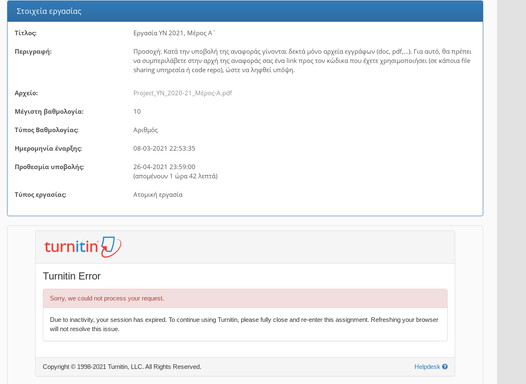 Στοιχεία εργασίας
Τίτλος: Εργασία ΥΝ 2021, Μέρος Α΄
Περιγραφή: Προσοχή: Κατά την υποβολή της αναφοράς γίνονται δεκτά μόνο αρχεία εγγράφων (doc, pdf,...). Για αυτό, θα πρέπει
να συμπεριλάβετε στην αρχή της αναφοράς σας ένα link προς τον κώδικα που έχετε χρησιμοποιήσει (σε κάποια file
sharing υπηρεσία ή code repo), ώστε να ληφθεί υπόψη.
Αρχείο: Project_YN_2020-21_Μέρος-Α.pdf
Μέγιστη βαθμολογία: 10
Τύπος Βαθμολογίας: Αριθμός
Ημερομηνία έναρξης: 08-03-2021 22:53:35
Προθεσμία υποβολής: 26-04-2021 23:59:00
(απομένουν 1 ώρα 42 λεπτά)
Τύπος εργασίας: Ατομική εργασία
turnitin
Turnitin Error
Sorry, we could not process your request.
Due to inactivity, your session has expired. To continue using Turnitin, please fully close and re-enter this assignment. Refreshing your browser
will not resolve this issue.
Copyright © 1998-2021 Turnitin, LLC. All Rights Reserved. Helpdesk